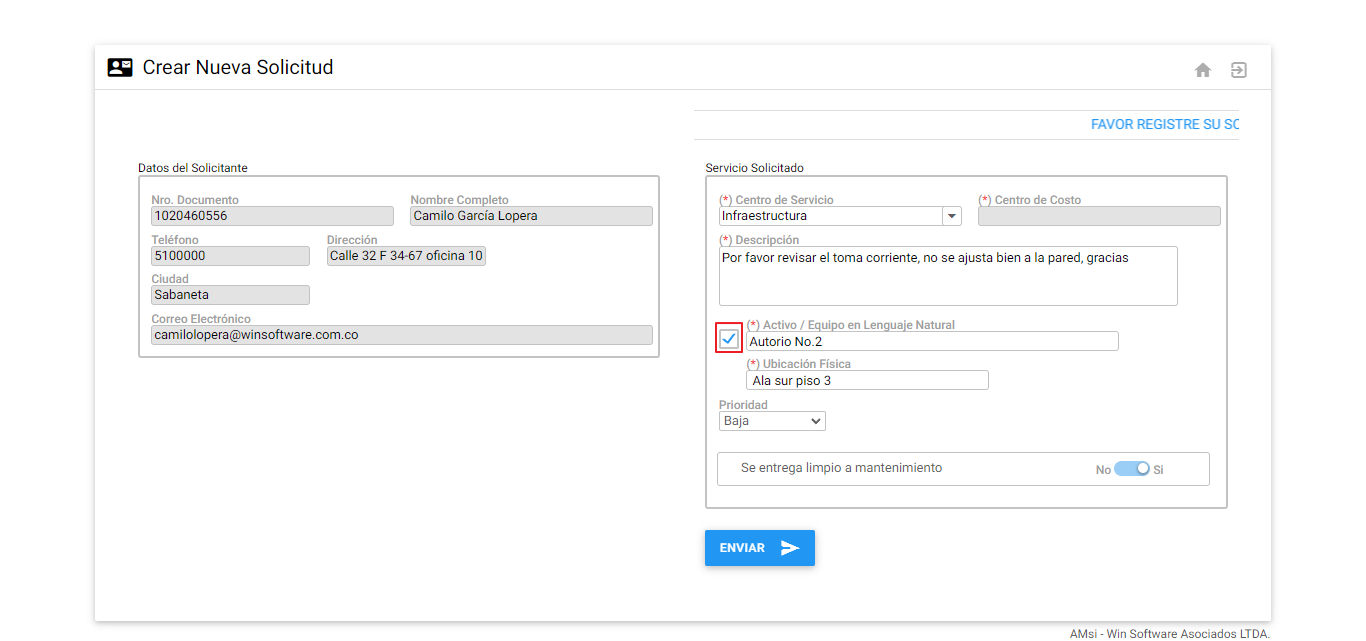 Crear Nueva Solicitud
FAVOR REGISTRE SU SC
Datos del Solicitante
Nro. Documento
Nombre Completo
1020460556
Camilo García Lopera
Teléfono
Dirección
5100000
Calle 32 F 34-67 oficina 10
Ciudad
Sabaneta
Correo Electrónico
camilolopera@winsoftware.com.co
Servicio Solicitado
(*) Centro de Servicio
(*) Centro de Costo
Infraestructura
(*) Descripción
Por favor revisar el toma corriente, no se ajusta bien a la pared, gracias
(*) Activo / Equipo en Lenguaje Natural
Autorio No.2
(*) Ubicación Física
Ala sur piso 3
Prioridad
Baja
Se entrega limpio a mantenimiento
No Si
ENVIAR
AMsi - Win Software Asociados LTDA.